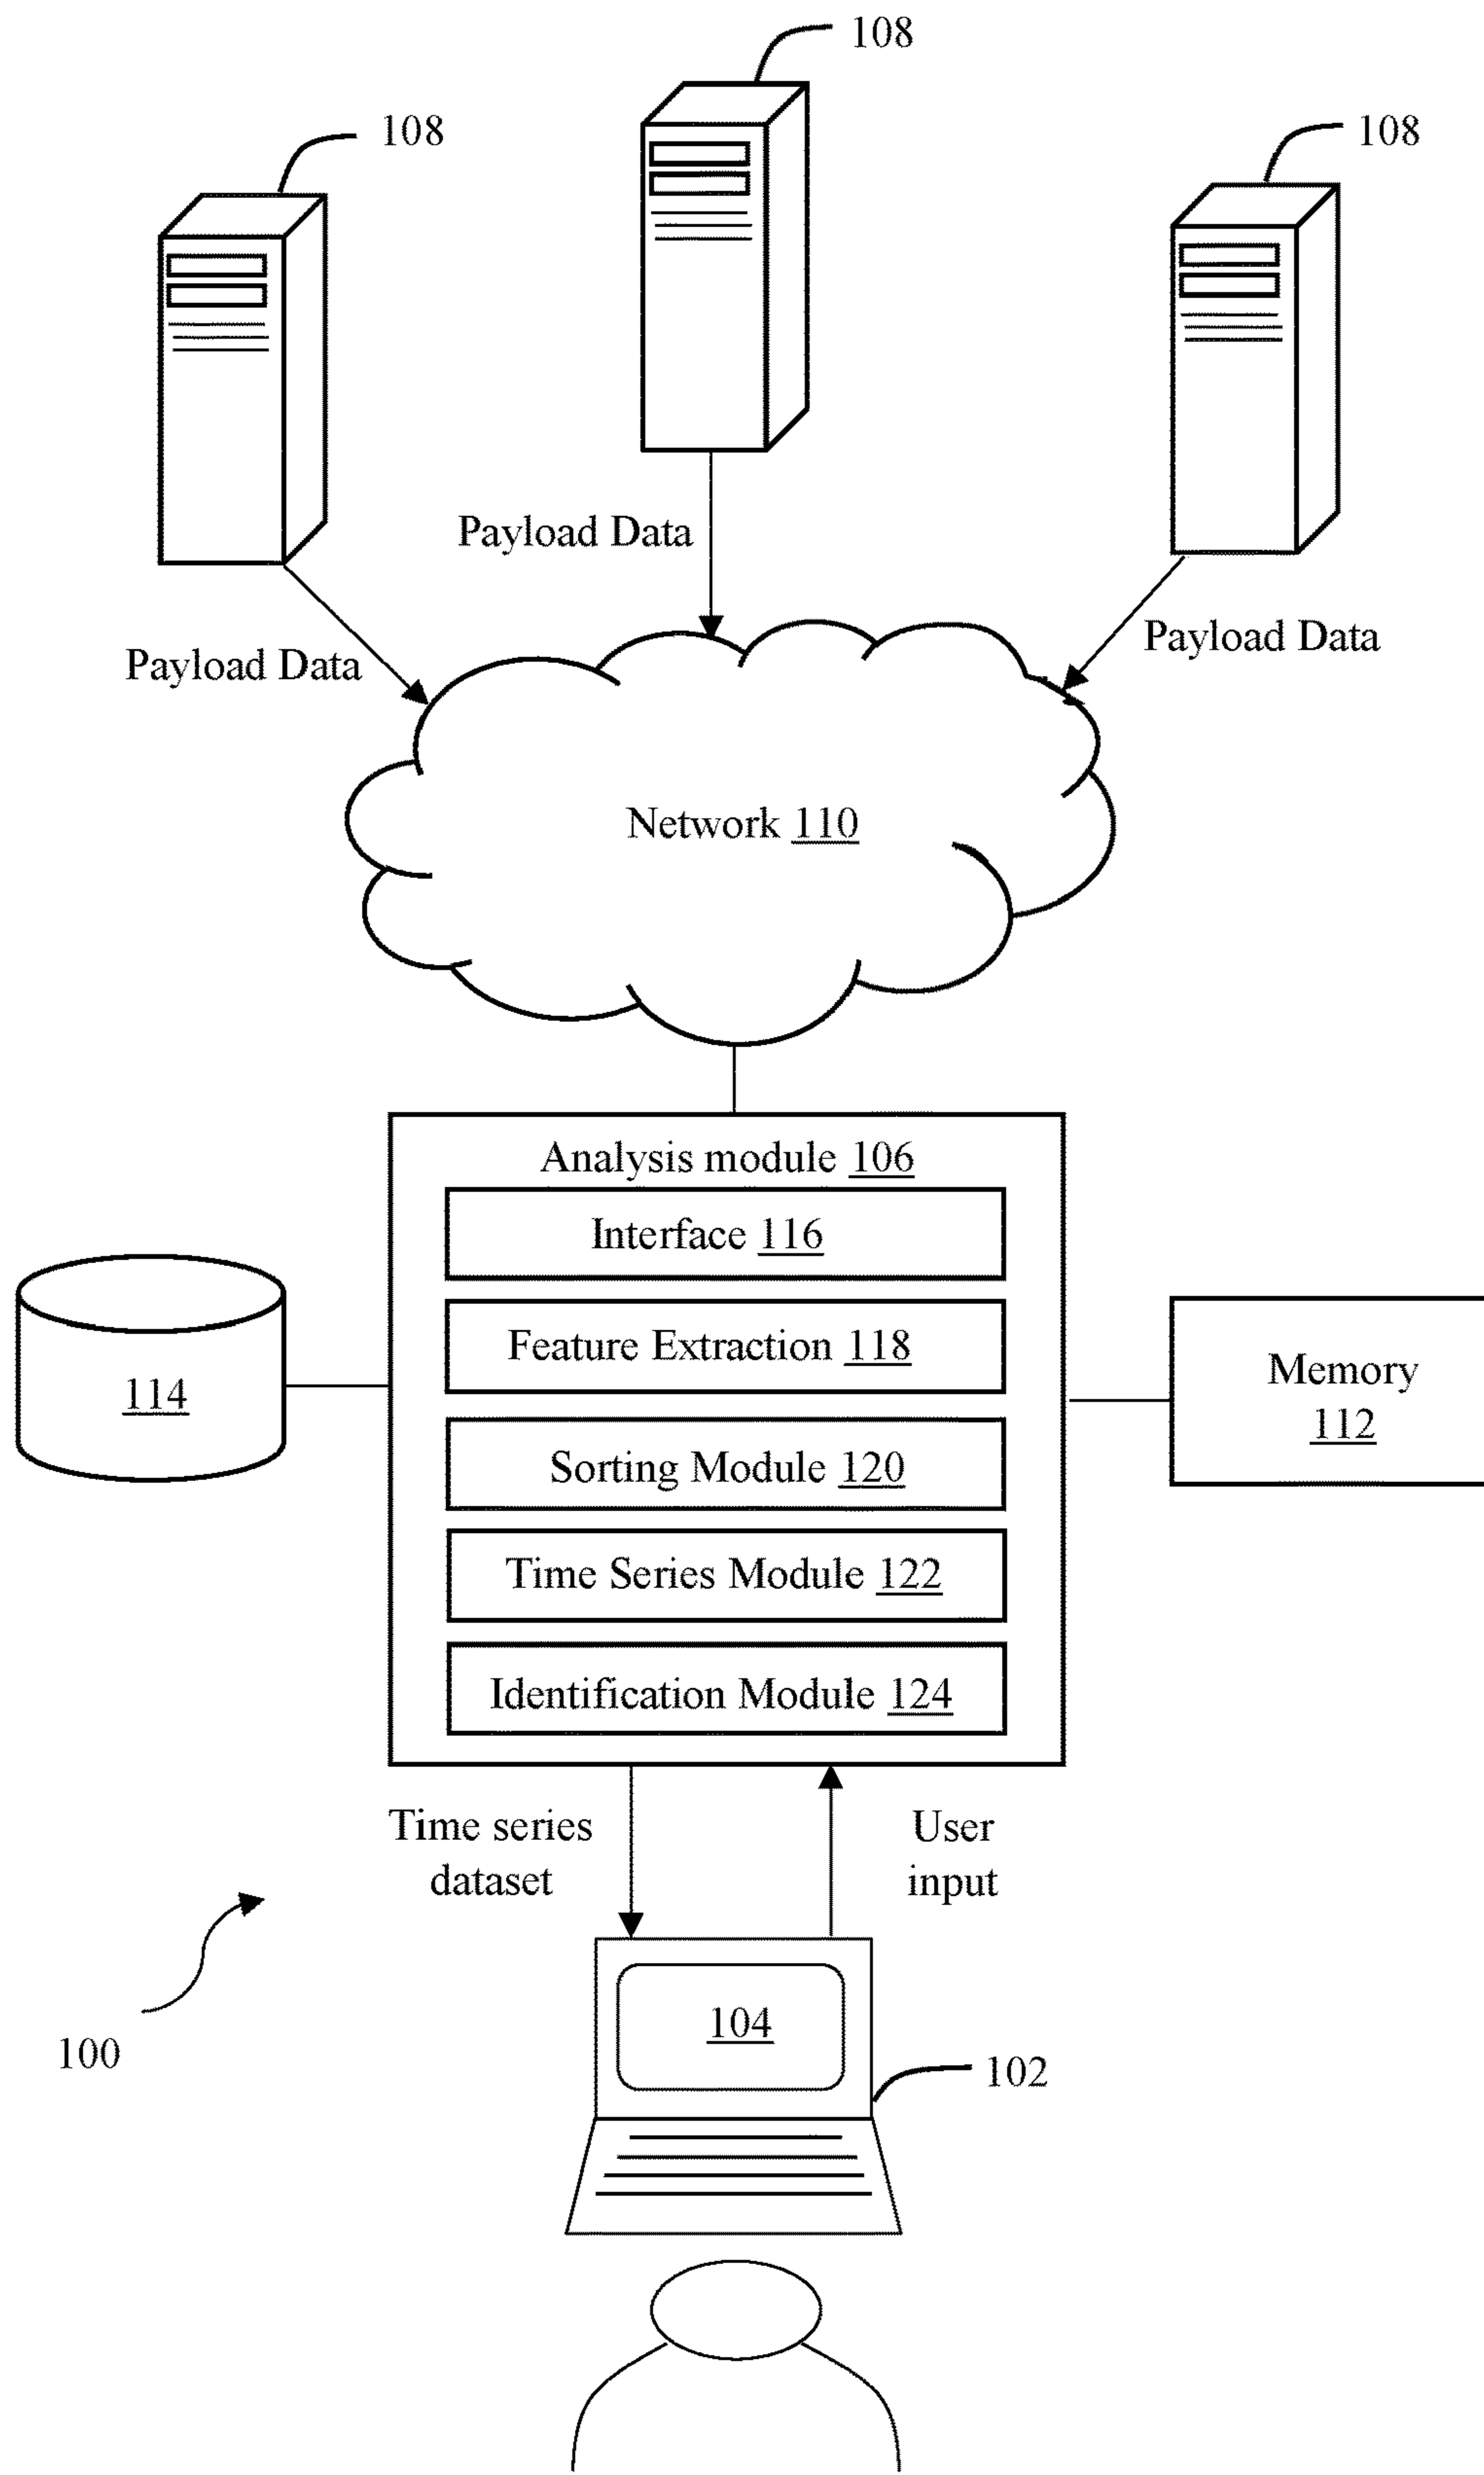 108
108
108
Payload Data
Payload Data
Payload Data
Network 110
Analysis module 106
Interface 116
Feature Extraction 118
Sorting Module 120
Time Series Module 122
Identification Module 124
114
Memory
112
Time series
dataset
User
input
100
104
102